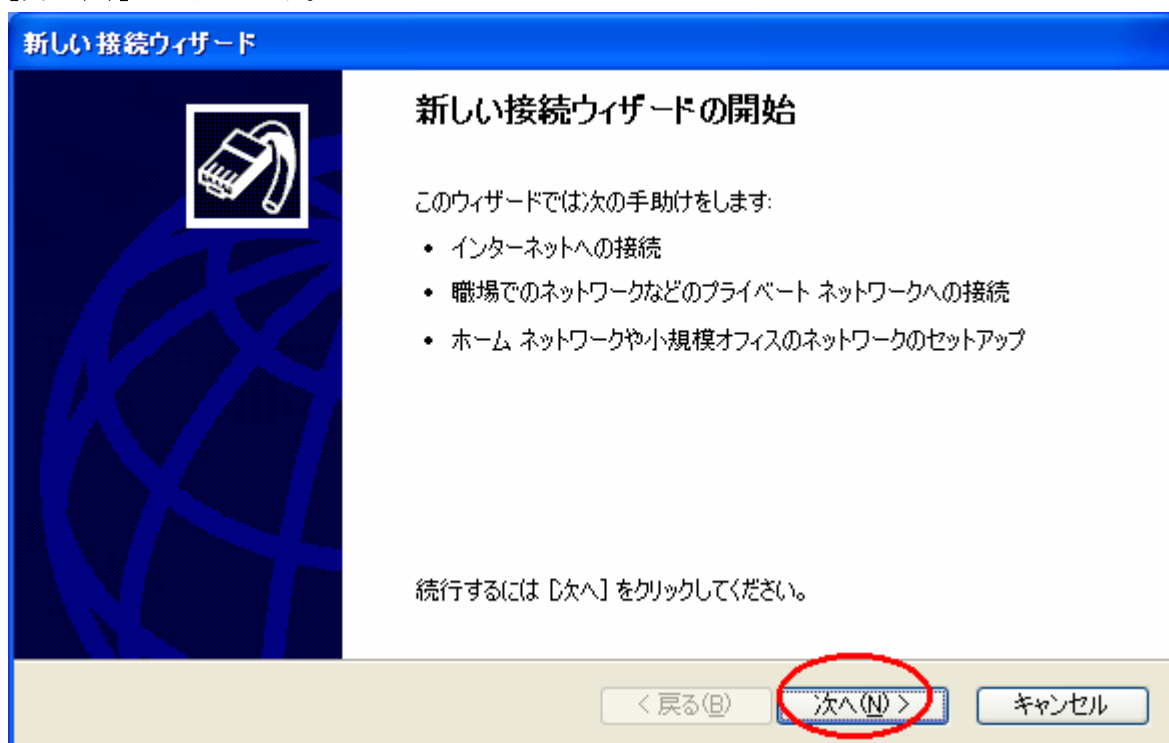 新しい接続ウィザード
新しい接続ウィザードの開始
このウィザードでは次の手助けをします:
• インターネットへの接続
• 職場でのネットワークなどのプライベート ネットワークへの接続
• ホーム ネットワークや小規模オフィスのネットワークのセットアップ
続行するには [次へ] をクリックしてください。
< 戻る(B) 次へ(N) > キャンセル